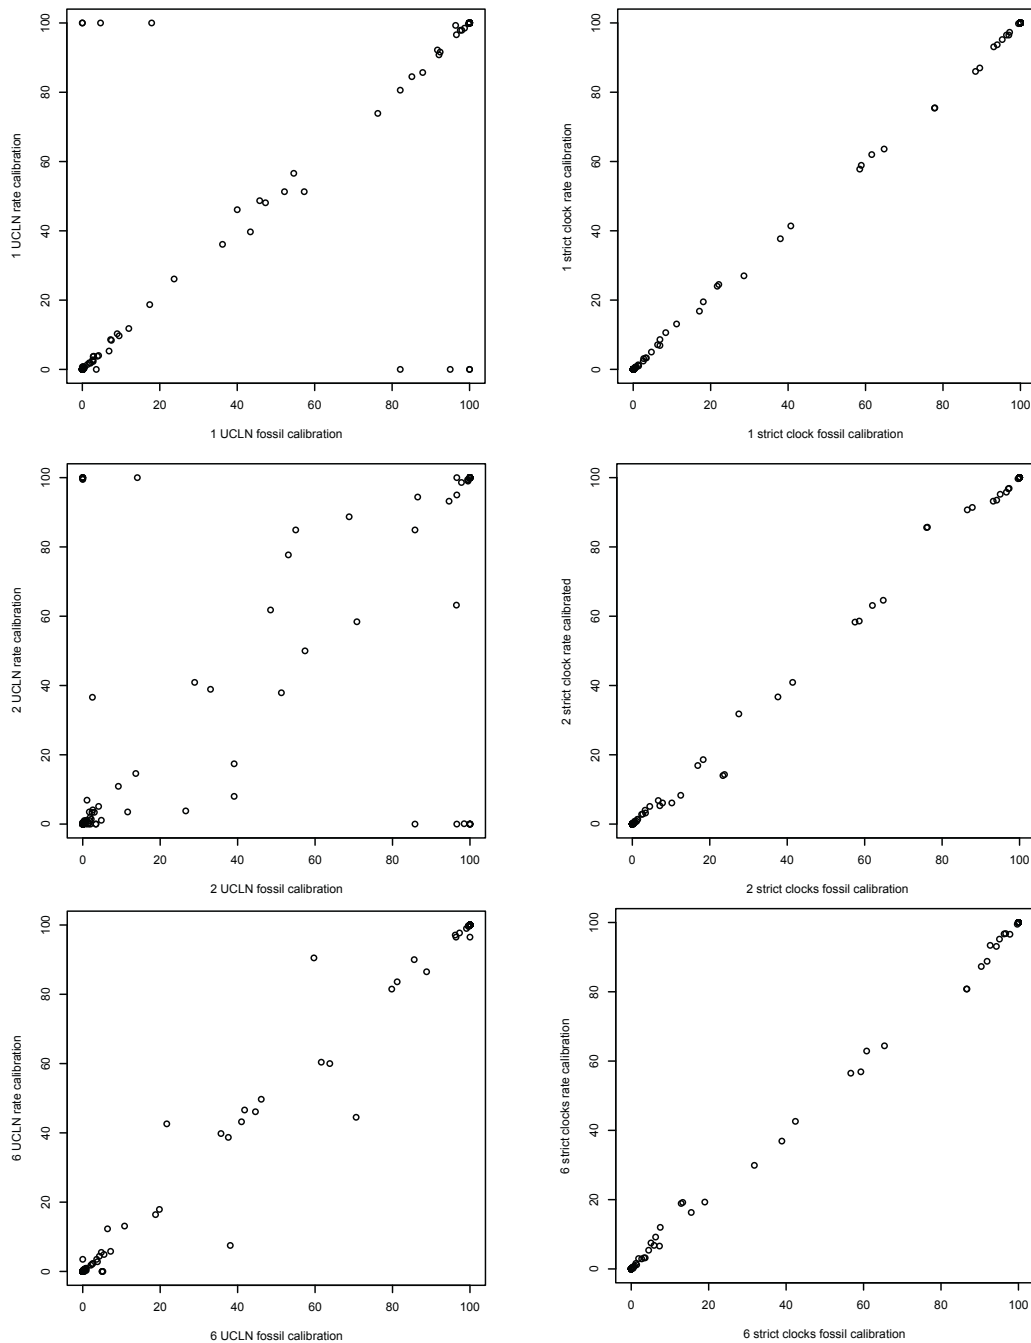 1 UCLN rate calibration
100
80
60
40
20
0
0 20 40 60 80 100
1 UCLN fossil calibration
1 strict clock rate calibration
100
80
60
40
20
0
0 20 40 60 80 100
1 strict clock fossil calibration
2 UCLN rate calibration
100
80
60
40
20
0
0 20 40 60 80 100
2 UCLN fossil calibration
2 strict clock rate calibrated
100
80
60
40
20
0
0 20 40 60 80 100
2 strict clocks fossil calibration
6 UCLN rate calibration
100
80
60
40
20
0
0 20 40 60 80 100
6 UCLN fossil calibration
6 strict clocks rate calibration
100
80
60
40
20
0
0 20 40 60 80 100
6 strict clocks fossil calibration